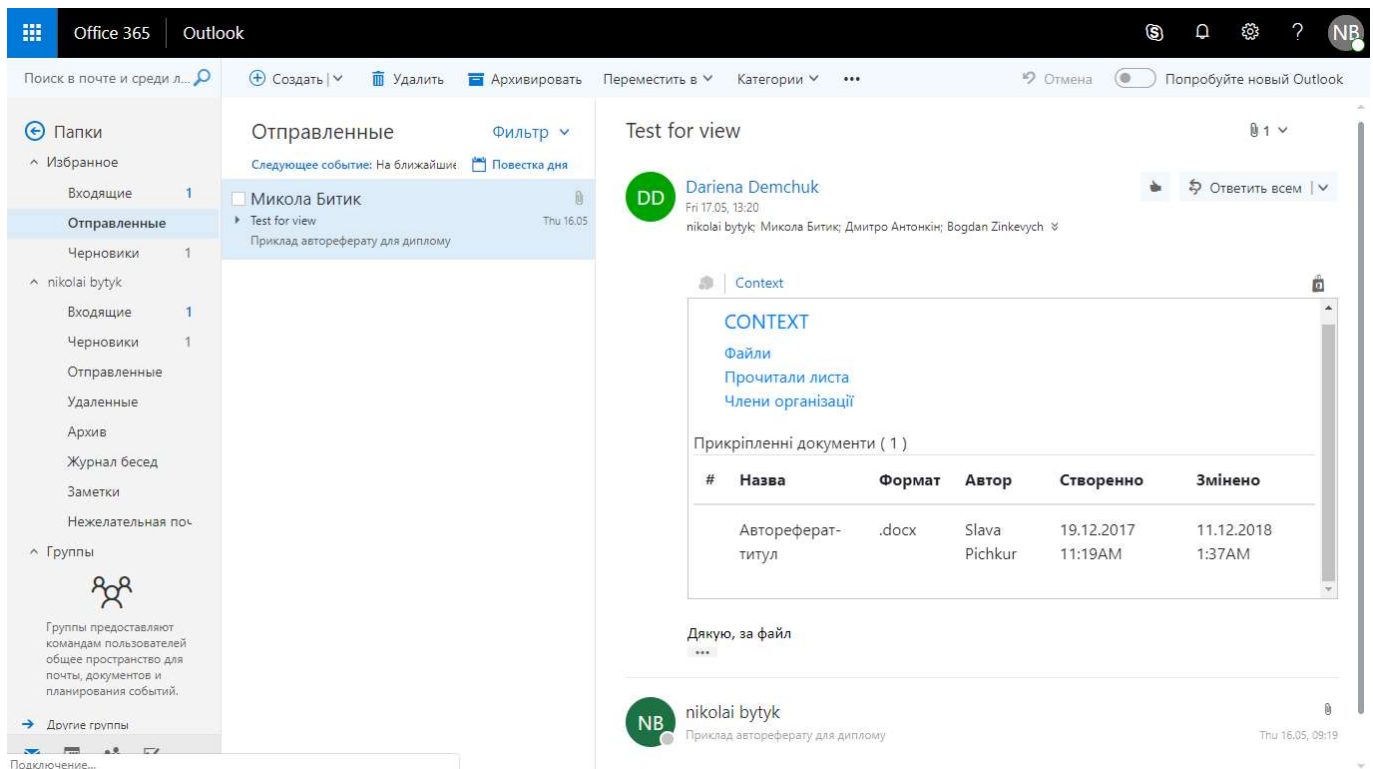 Office 365 Outlook
NB
Поиск в почте и среди л...
Создать
Удалить
Архивировать
Переместить в
Категории
•••
Отмена
Попробуйте новый Outlook
Папки
Избранное
Входящие 1
Отправленные
Черновики 1
nikolai bytyk
Входящие 1
Черновики 1
Отправленные
Удаленные
Архив
Журнал бесед
Заметки
Нежелательная поч
Группы
Группы предоставляют
командам пользователей
общее пространство для
почты, документов и
планирования событий.
Другие группы
Подключение...
Отправленные Фильтр
Следующее событие: На ближайшие Повестка дня
Микола Битик
Test for view Thu 16.05
Приклад автореферату для диплому
Test for view 1
DD
Dariena Demchuk
Ответить всем
Fri 17.05, 13:20
nikolai bytyk; Микола Битик; Дмитро Антонкін; Bogdan Zinkevych
Context
CONTEXT
Файли
Прочитали листа
Члени організації
Прикріпленні документи ( 1 )
# Назва Формат Автор Створенно Змінено
Автореферат- .docx Slava 19.12.2017 11.12.2018
титул Pichkur 11:19AM 1:37AM
Дякую, за файл
•••
NB
nikolai bytyk
Приклад автореферату для диплому Thu 16.05, 09:19